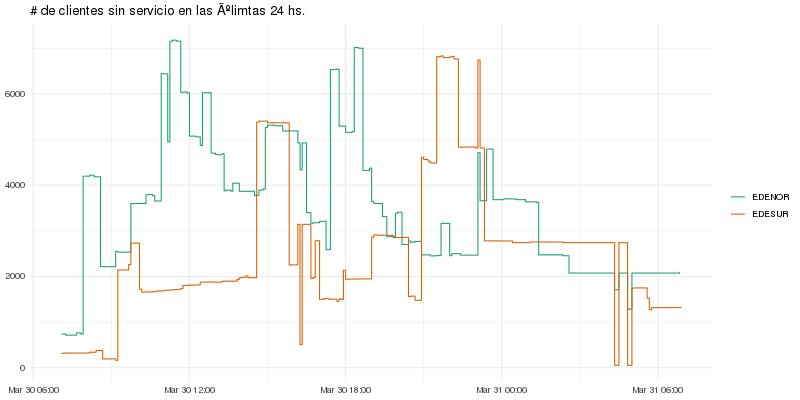 # de clientes sin servicio en las Ãºlimtas 24 hs.
6000
4000
2000
0
Mar 30 06:00
Mar 30 12:00
Mar 30 18:00
Mar 31 00:00
Mar 31 06:00
EDENOR
EDESUR